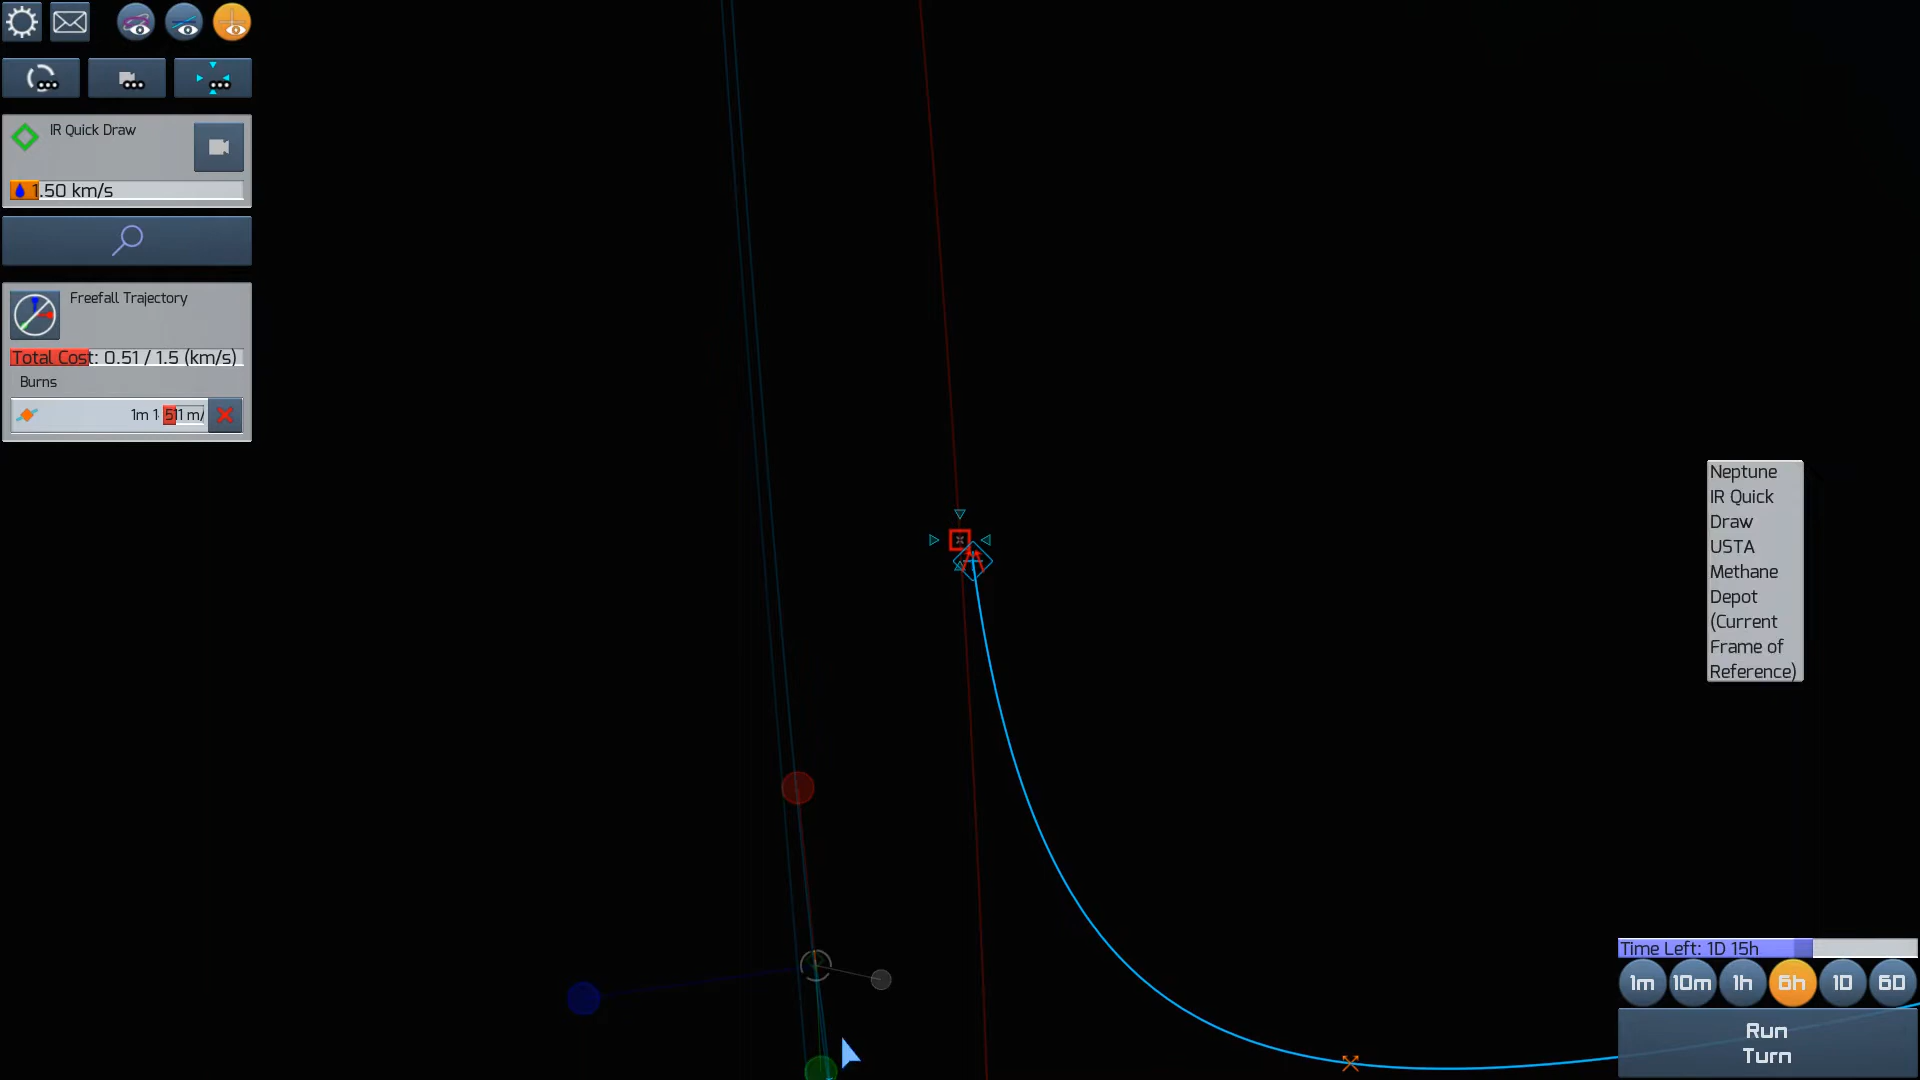 IR Quick Draw
1.50 km/s
Freefall Trajectory
Total Cost: 0.51 / 1.5 (km/s)
Burns
1m 1 511 m/
Neptune
IR Quick
Draw
USTA
Methane
Depot
(Current
Frame of
Reference)
Time Left: 1D 15h
1m 10m 1h 6h 1D 6D
Run
Turn